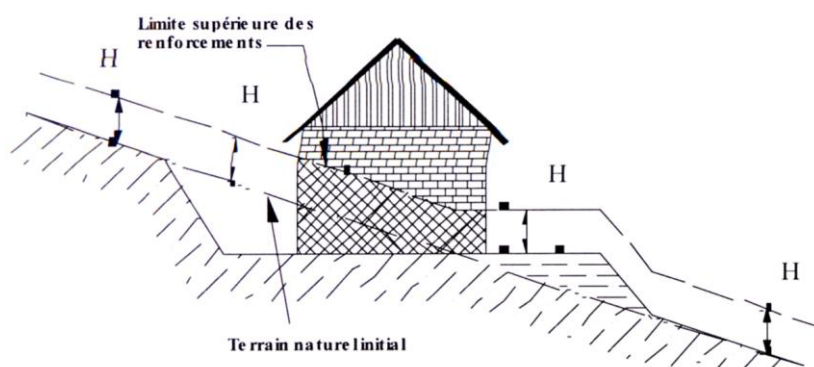 Limite supérieure des
renforcements
H
H
H
H
Terrain naturel initial